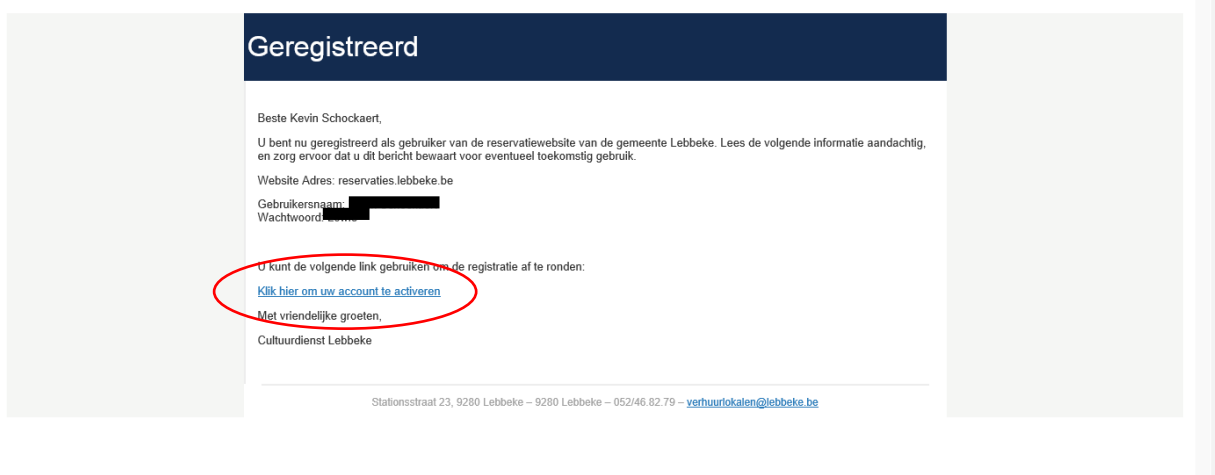 Geregistreerd
Beste Kevin Schockaert,
U bent nu geregistreerd als gebruiker van de reservatiewebsite van de gemeente Lebbeke. Lees de volgende informatie aandachtig,
en zorg ervoor dat u dit bericht bewaart voor eventueel toekomstig gebruik.
Website Adres: reservaties.lebbeke.be
Gebruikersnaam:
Wachtwoord:
U kunt de volgende link gebruiken om de registratie af te ronden:
Klik hier om uw account te activeren
Met vriendelijke groeten,
Cultuurdienst Lebbeke
Stationsstraat 23, 9280 Lebbeke – 9280 Lebbeke – 052/46.82.79 – verhuurlokalen@lebbeke.be